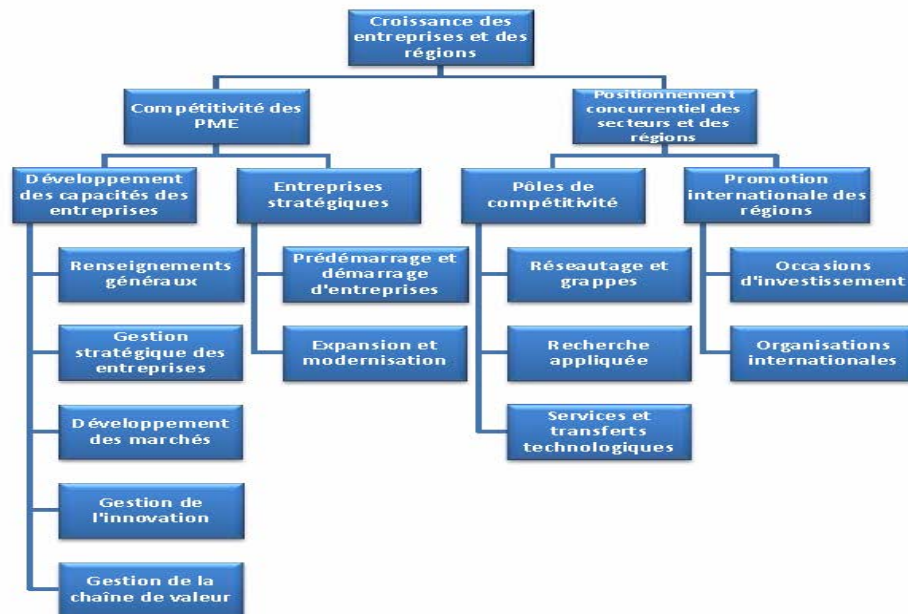 Croissance des
entreprises et des
régions
Compétitivité des
PME
Positionnement
concurrentiel des
secteurs et des
régions
Développement
des capacités des
entreprises
Entreprises
stratégiques
Pôles de
compétitivité
Promotion
internationale des
régions
Renseignements
généraux
Gestion
stratégique des
entreprises
Développement
des marchés
Gestion de
l'innovation
Gestion de la
chaîne de valeur
Prédémarrage et
démarrage
d'entreprises
Expansion et
modernisation
Réseautage et
grappes
Recherche
appliquée
Services et
transferts
technologiques
Occasions
d'investissement
Organisations
internationales